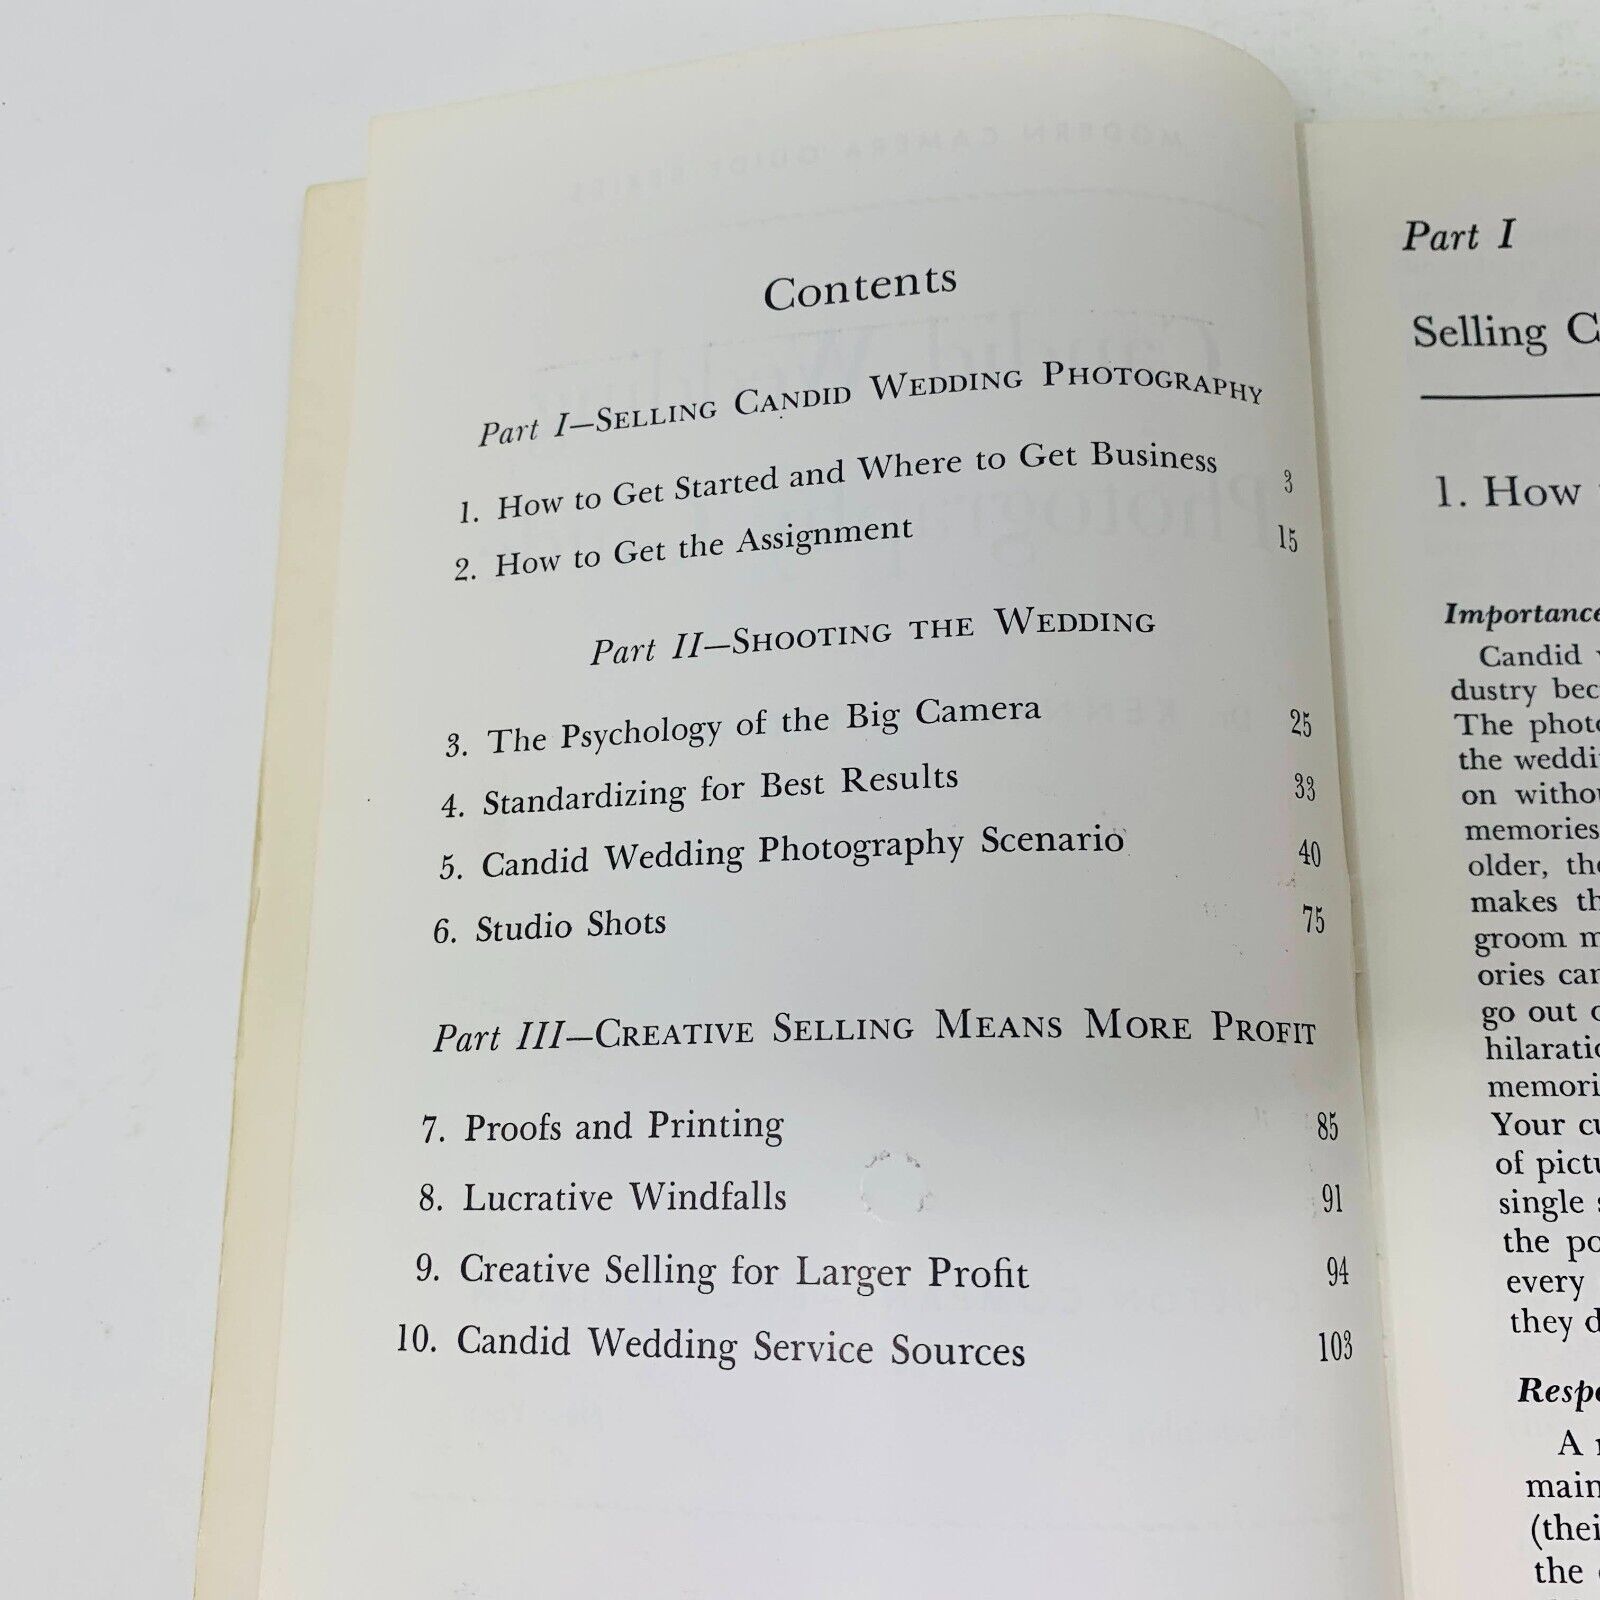 Contents
Part I—Selling Candid Wedding Photography
1. How to Get Started and Where to Get Business 3
2. How to Get the Assignment 15
Part II—Shooting the Wedding
3. The Psychology of the Big Camera 25
4. Standardizing for Best Results 33
5. Candid Wedding Photography Scenario 40
6. Studio Shots 75
Part III—Creative Selling Means More Profit
7. Proofs and Printing 85
8. Lucrative Windfalls 91
9. Creative Selling for Larger Profit 94
10. Candid Wedding Service Sources 103
Part I
Selling C
1. How
Importance
Candid
dustry bec
The photo
the weddi
on withou
memories
older, the
makes th
groom m
ories can
go out o
hilaratio
memori
Your cu
of pictu
single
the po
every
they d
Respo
A
main
(thei
the